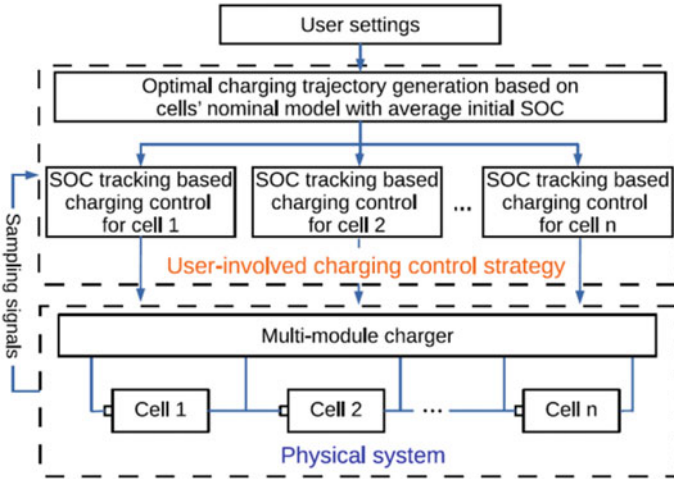 User settings
Optimal charging trajectory generation based on
cells' nominal model with average initial SOC
SOC tracking based
charging control
for cell 1
SOC tracking based
charging control
for cell 2
...
SOC tracking based
charging control
for cell n
User-involved charging control strategy
Sampling signals
Multi-module charger
Cell 1
Cell 2
...
Cell n
Physical system